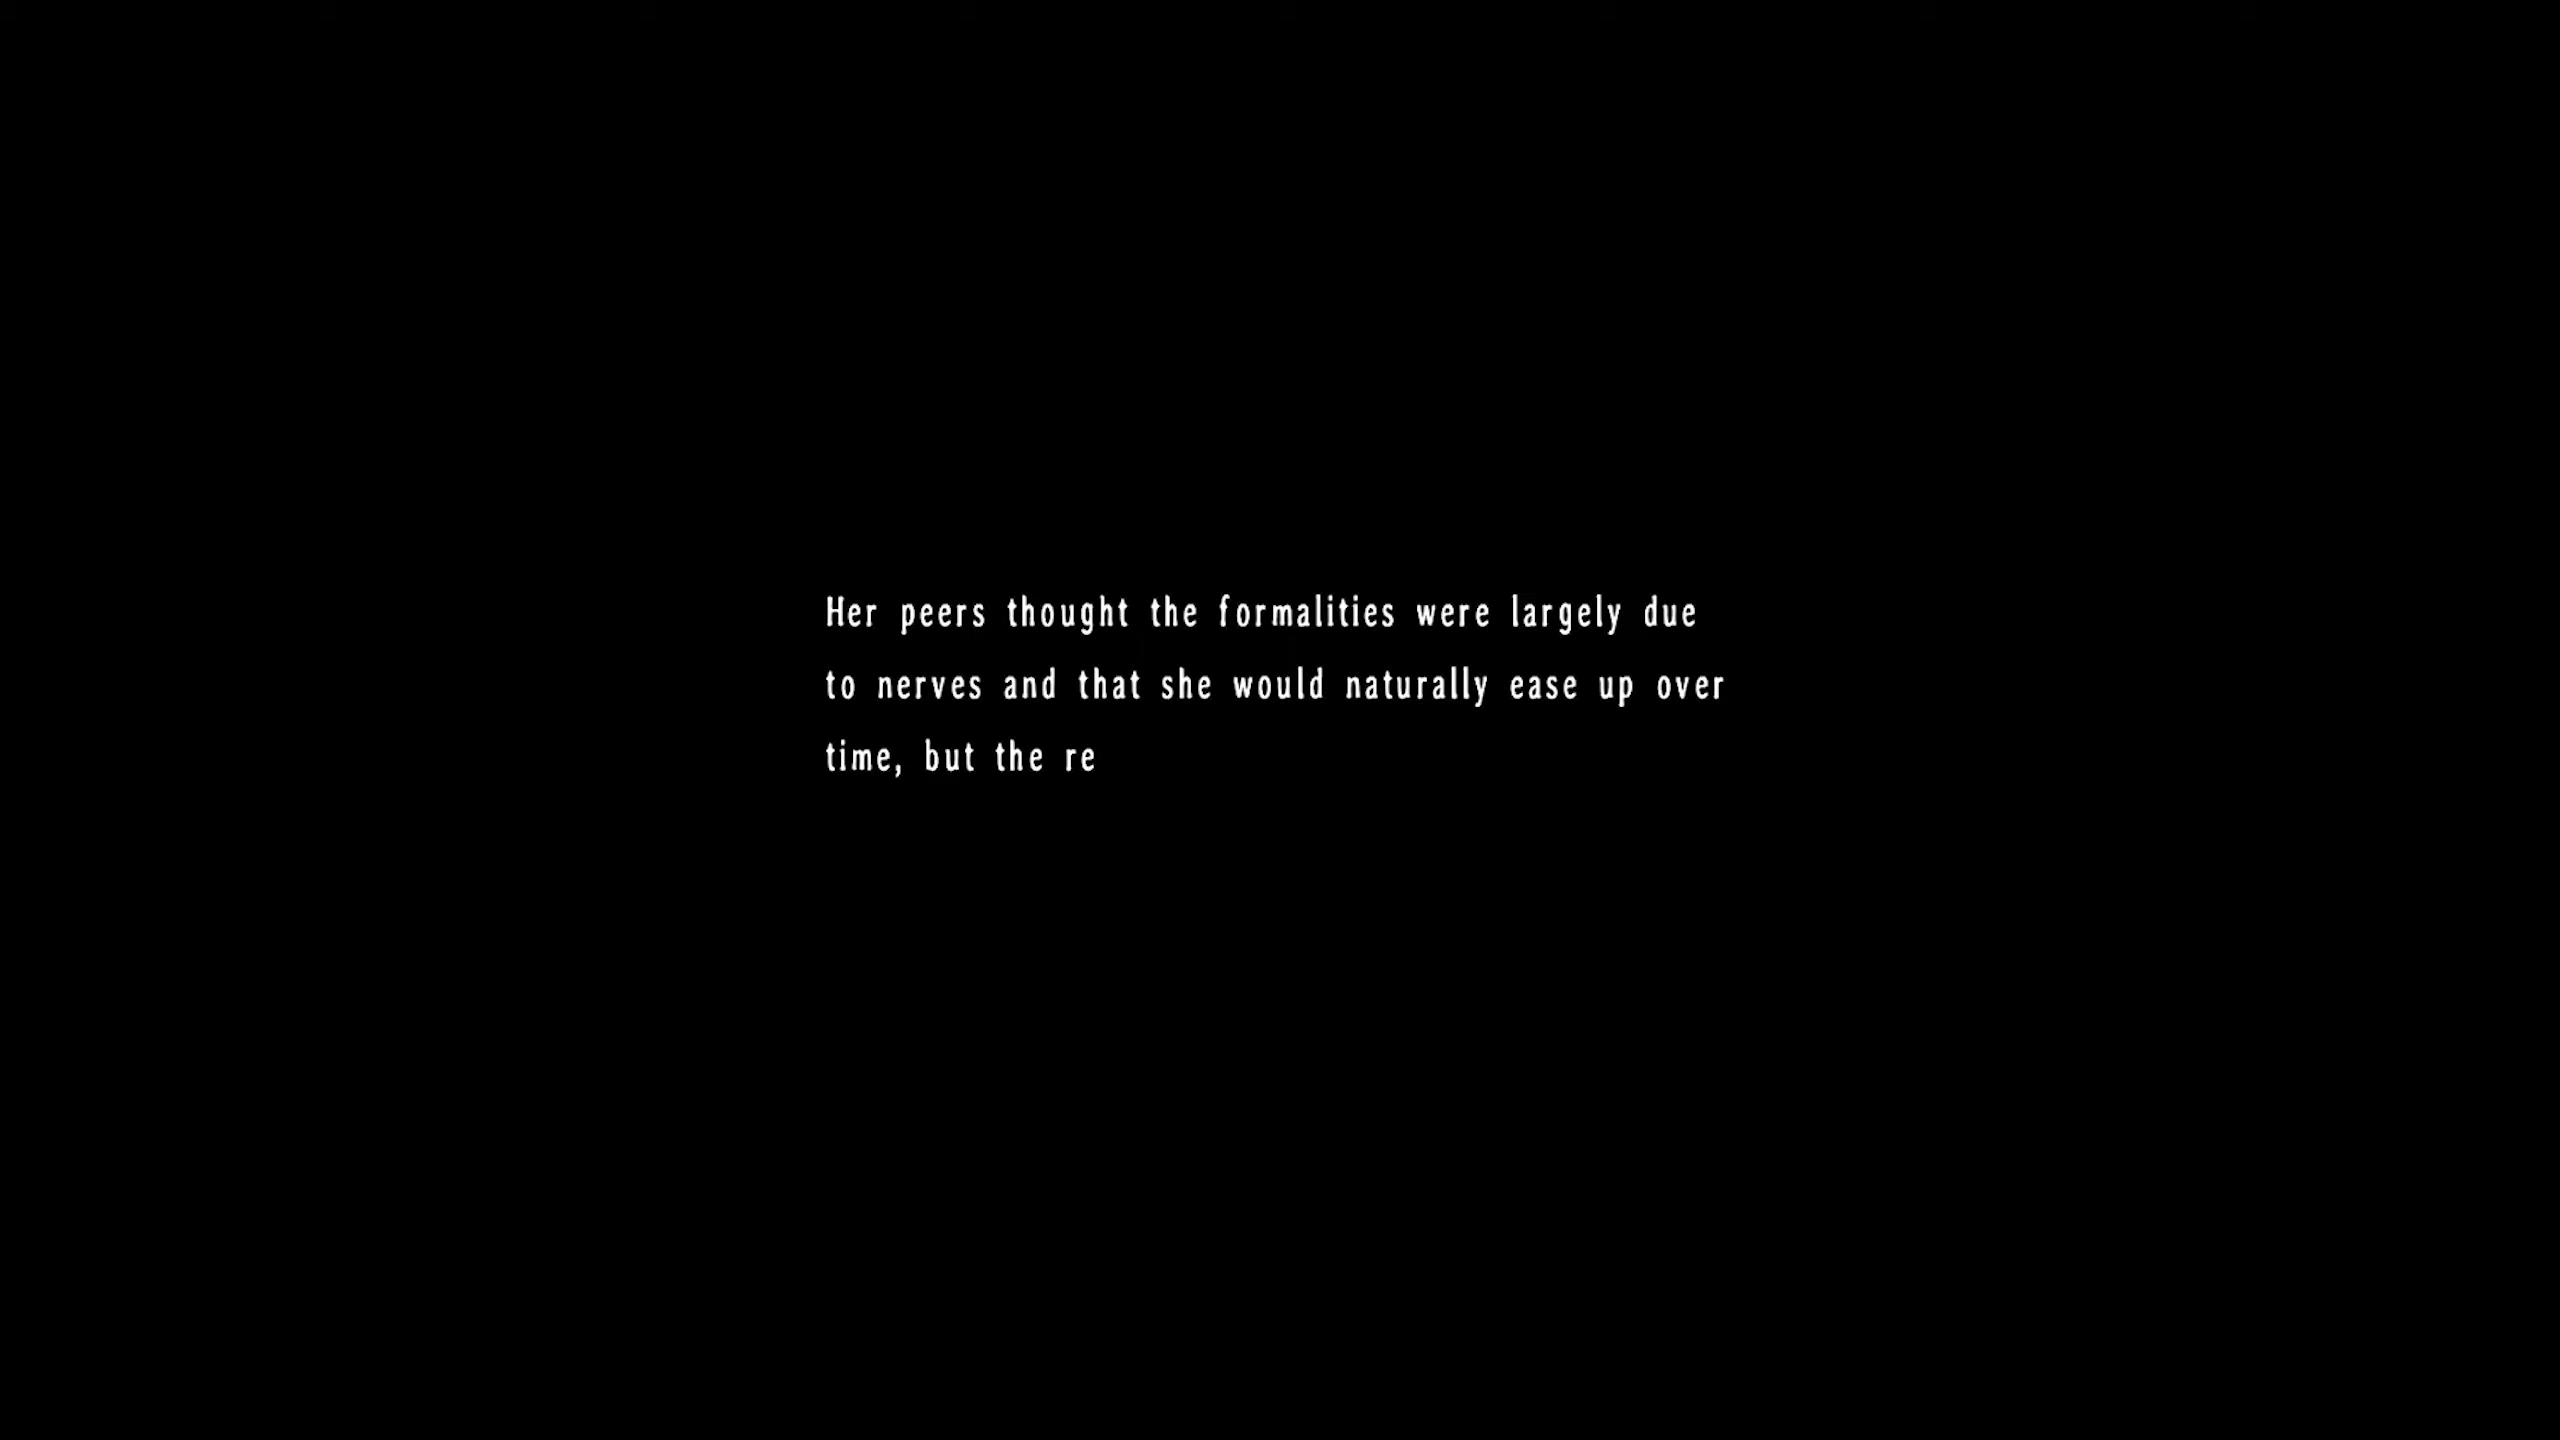 Her peers thought the formalities were largely due
to nerves and that she would naturally ease up over
time, but the re